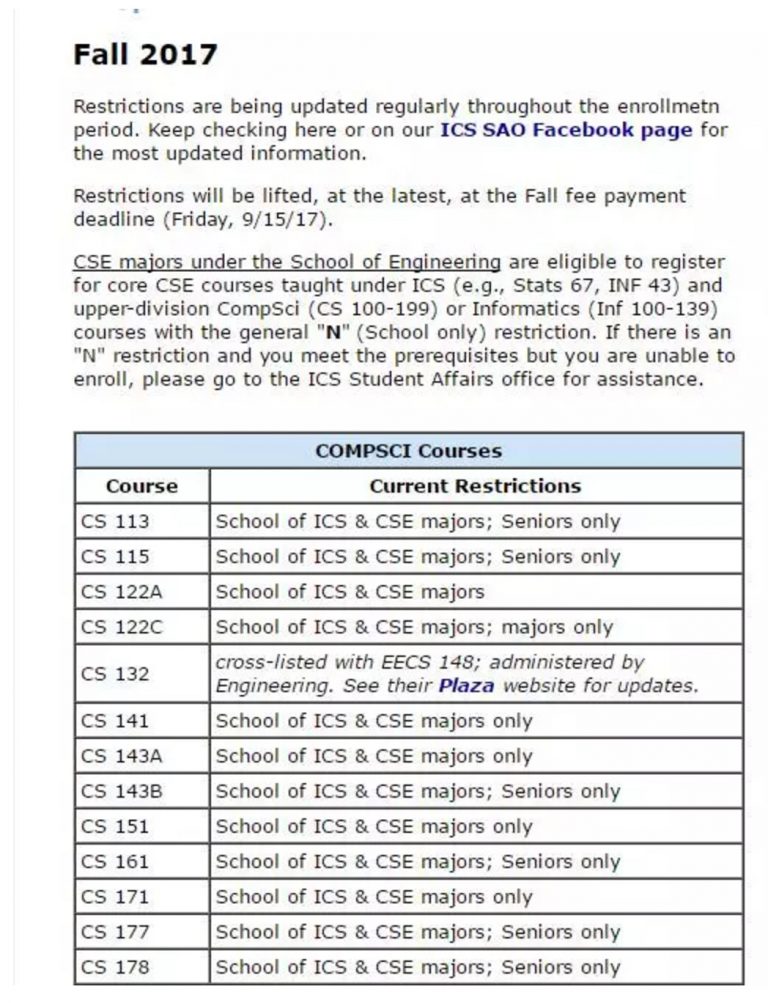 Fall 2017
Restrictions are being updated regularly throughout the enrollmetn
period. Keep checking here or on our ICS SAO Facebook page for
the most updated information.
Restrictions will be lifted, at the latest, at the Fall fee payment
deadline (Friday, 9/15/17).
CSE majors under the School of Engineering are eligible to register
for core CSE courses taught under ICS (e.g., Stats 67, INF 43) and
upper-division CompSci (CS 100-199) or Informatics (Inf 100-139)
courses with the general "N" (School only) restriction. If there is an
"N" restriction and you meet the prerequisites but you are unable to
enroll, please go to the ICS Student Affairs office for assistance.
COMPSCI Courses
Course Current Restrictions
CS 113 School of ICS & CSE majors; Seniors only
CS 115 School of ICS & CSE majors; Seniors only
CS 122A School of ICS & CSE majors
CS 122C School of ICS & CSE majors; majors only
CS 132 cross-listed with EECS 148; administered by
Engineering. See their Plaza website for updates.
CS 141 School of ICS & CSE majors only
CS 143A School of ICS & CSE majors only
CS 143B School of ICS & CSE majors; Seniors only
CS 151 School of ICS & CSE majors only
CS 161 School of ICS & CSE majors; Seniors only
CS 171 School of ICS & CSE majors only
CS 177 School of ICS & CSE majors; Seniors only
CS 178 School of ICS & CSE majors; Seniors only